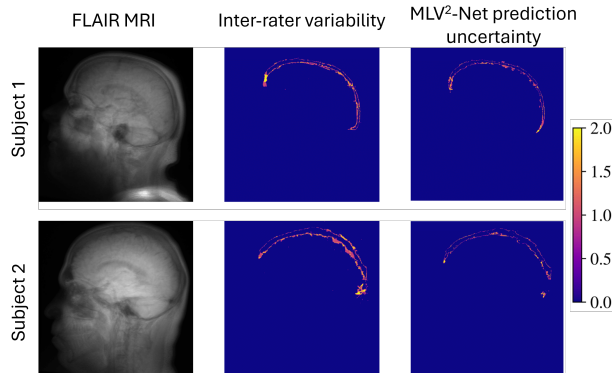 FLAIR MRI
Inter-rater variability
MLV²-Net prediction
uncertainty
Subject 1
Subject 2
2.0
1.5
1.0
0.5
0.0